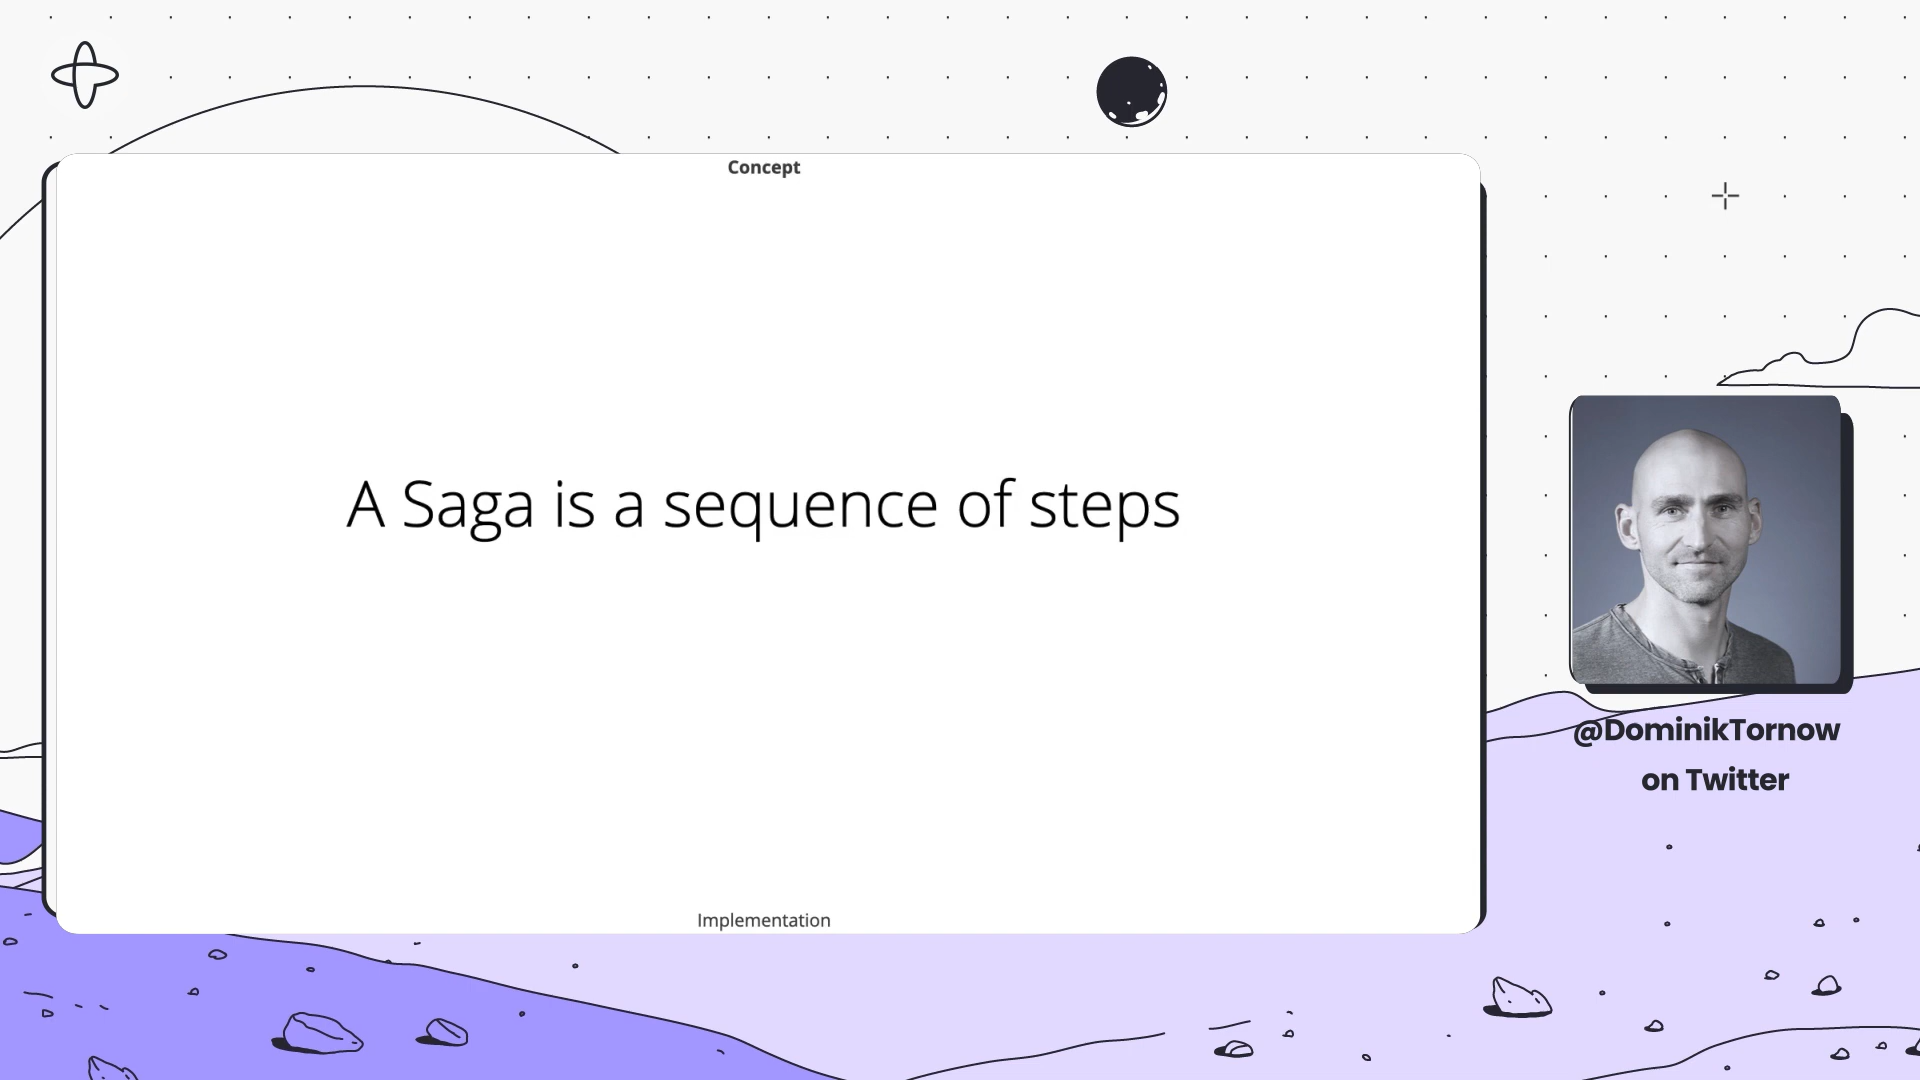 Concept
A Saga is a sequence of steps
Implementation
@DominikTornow
on Twitter